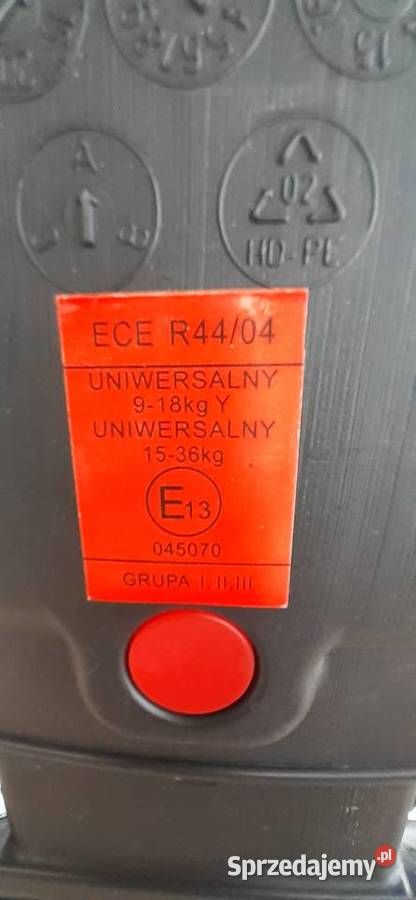 A
B
02
HD-PE
ECE R44/04
UNIWERSALNY
9-18kg Y
UNIWERSALNY
15-36kg
E13
045070
GRUPA I, II, III
Sprzedajemy.pl